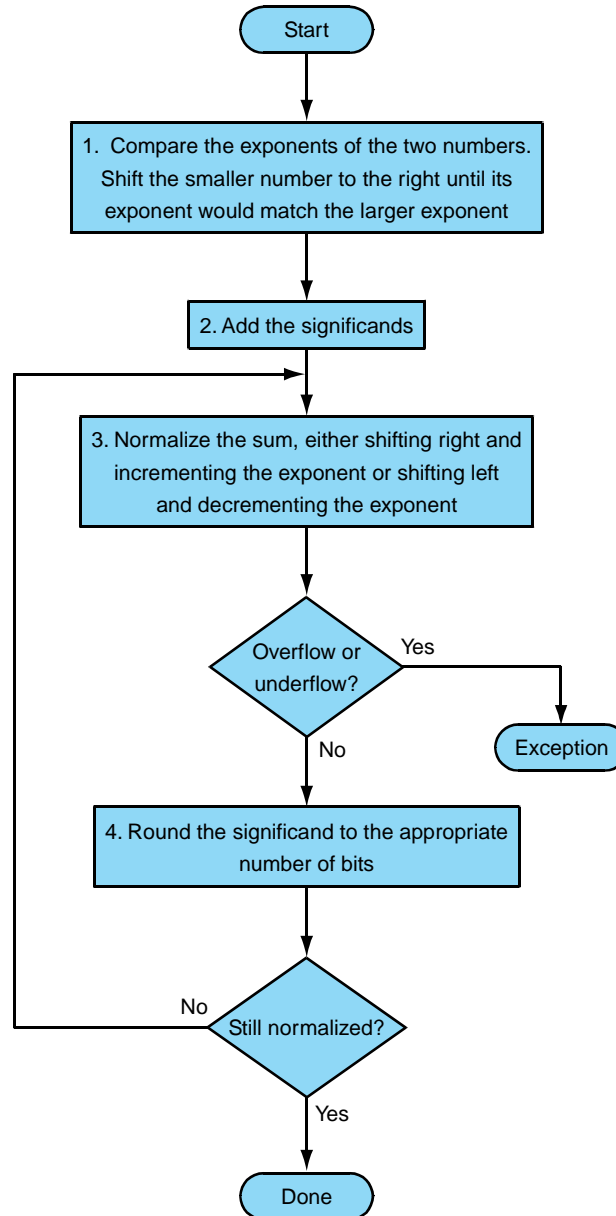 Start
1. Compare the exponents of the two numbers.
Shift the smaller number to the right until its
exponent would match the larger exponent
2. Add the significands
3. Normalize the sum, either shifting right and
incrementing the exponent or shifting left
and decrementing the exponent
Overflow or
underflow?
Yes
Exception
No
4. Round the significand to the appropriate
number of bits
No
Still normalized?
Yes
Done